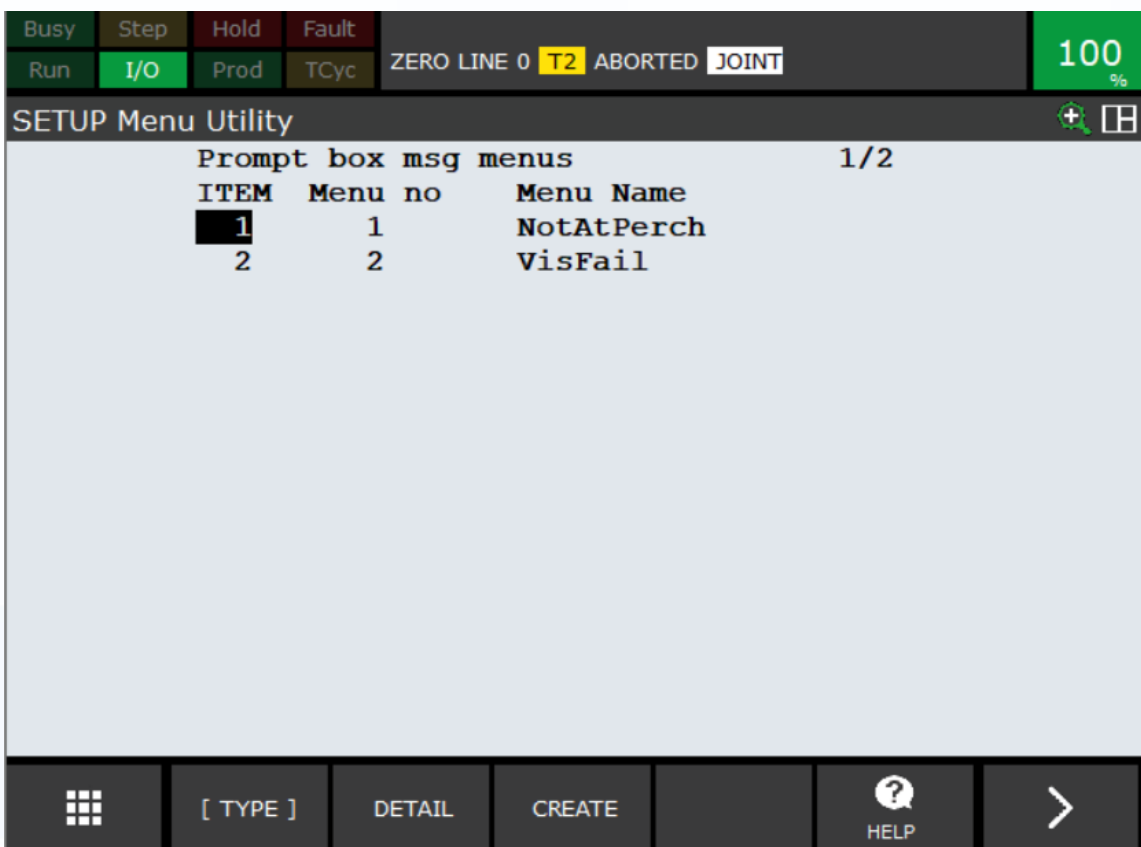 Busy Step Hold Fault
Run I/O Prod TCyc
ZERO LINE 0 T2 ABORTED JOINT
100
%
SETUP Menu Utility
Prompt box msg menus 1/2
ITEM Menu no Menu Name
1 1 NotAtPerch
2 2 VisFail
[ TYPE ] DETAIL CREATE HELP